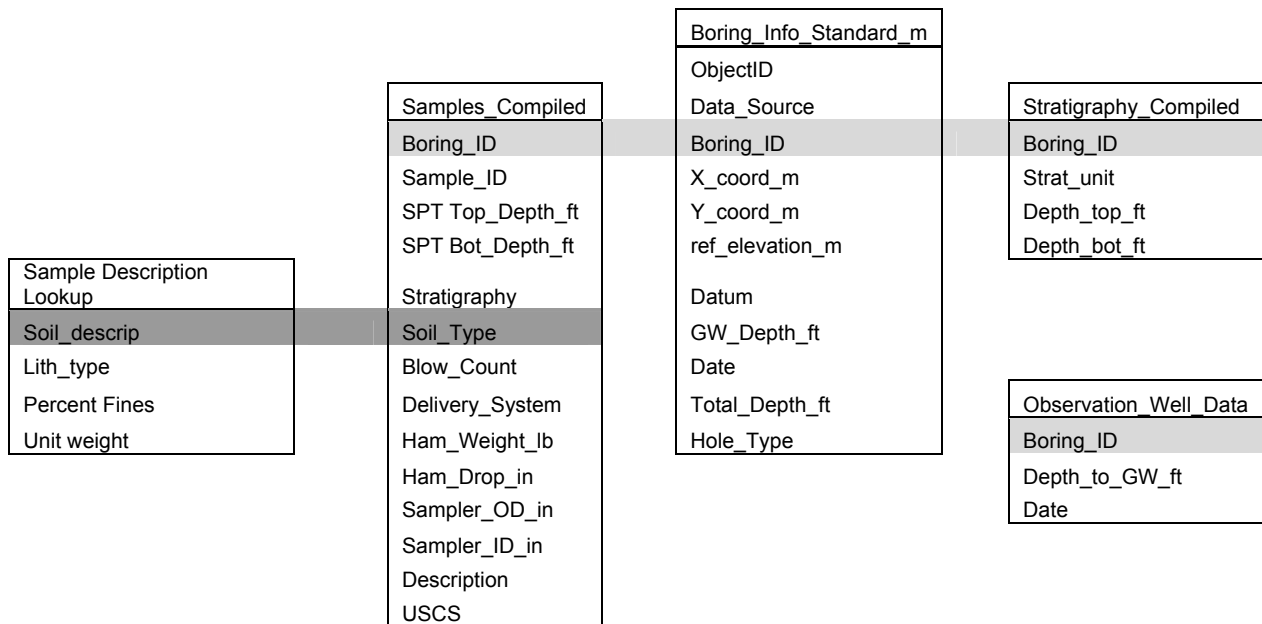 Sample Description
Lookup
Soil_descrip
Lith_type
Percent Fines
Unit weight
Samples_Compiled
Boring_ID
Sample_ID
SPT Top_Depth_ft
SPT Bot_Depth_ft
Stratigraphy
Soil_Type
Blow_Count
Delivery_System
Ham_Weight_lb
Ham_Drop_in
Sampler_OD_in
Sampler_ID_in
Description
USCS
Boring_Info_Standard_m
ObjectID
Data_Source
Boring_ID
X_coord_m
Y_coord_m
ref_elevation_m
Datum
GW_Depth_ft
Date
Total_Depth_ft
Hole_Type
Stratigraphy_Compiled
Boring_ID
Strat_unit
Depth_top_ft
Depth_bot_ft
Observation_Well_Data
Boring_ID
Depth_to_GW_ft
Date